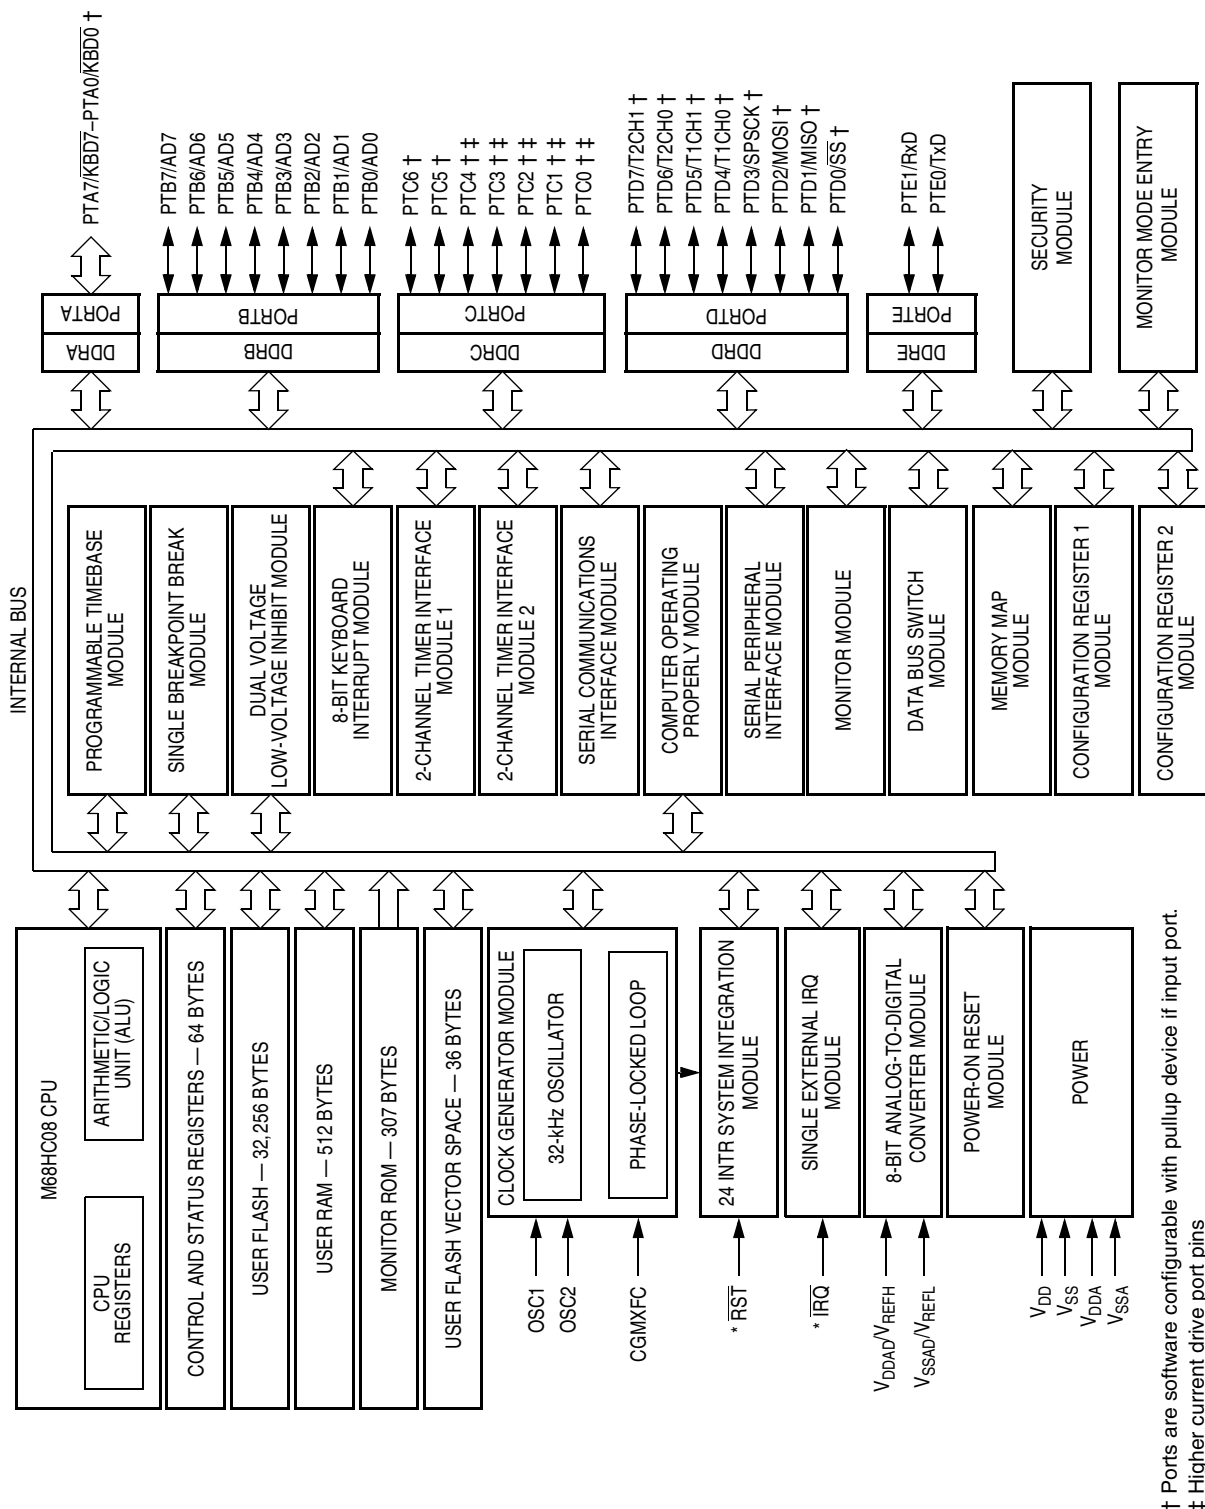 INTERNAL BUS
M68HC08 CPU
CPU
REGISTERS
ARITHMETIC/LOGIC
UNIT (ALU)
CONTROL AND STATUS REGISTERS — 64 BYTES
USER FLASH — 32,256 BYTES
USER RAM — 512 BYTES
MONITOR ROM — 307 BYTES
USER FLASH VECTOR SPACE — 36 BYTES
CLOCK GENERATOR MODULE
32-kHz OSCILLATOR
PHASE-LOCKED LOOP
OSC1
OSC2
CGMXFC
24 INTR SYSTEM INTEGRATION
MODULE
* RST
SINGLE EXTERNAL IRQ
MODULE
* IRQ
8-BIT ANALOG-TO-DIGITAL
CONVERTER MODULE
VDDAD/VREFH
VSSAD/VREFL
POWER-ON RESET
MODULE
POWER
VDD
VSS
VDDA
VSSA
PROGRAMMABLE TIMEBASE
MODULE
SINGLE BREAKPOINT BREAK
MODULE
DUAL VOLTAGE
LOW-VOLTAGE INHIBIT MODULE
8-BIT KEYBOARD
INTERRUPT MODULE
2-CHANNEL TIMER INTERFACE
MODULE 1
2-CHANNEL TIMER INTERFACE
MODULE 2
SERIAL COMMUNICATIONS
INTERFACE MODULE
COMPUTER OPERATING
PROPERLY MODULE
SERIAL PERIPHERAL
INTERFACE MODULE
MONITOR MODULE
DATA BUS SWITCH
MODULE
MEMORY MAP
MODULE
CONFIGURATION REGISTER 1
MODULE
CONFIGURATION REGISTER 2
MODULE
DDRA
PORTA
PTA7/KBD7–PTA0/KBD0 †
DDRB
PORTB
PTB7/AD7
PTB6/AD6
PTB5/AD5
PTB4/AD4
PTB3/AD3
PTB2/AD2
PTB1/AD1
PTB0/AD0
DDRC
PORTC
PTC6 †
PTC5 †
PTC4 † ‡
PTC3 † ‡
PTC2 † ‡
PTC1 † ‡
PTC0 † ‡
DDRD
PORTD
PTD7/T2CH1 †
PTD6/T2CH0 †
PTD5/T1CH1 †
PTD4/T1CH0 †
PTD3/SPSCK †
PTD2/MOSI †
PTD1/MISO †
PTD0/SS †
DDRE
PORTE
PTE1/RxD
PTE0/TxD
SECURITY
MODULE
MONITOR MODE ENTRY
MODULE
† Ports are software configurable with pullup device if input port.
‡ Higher current drive port pins